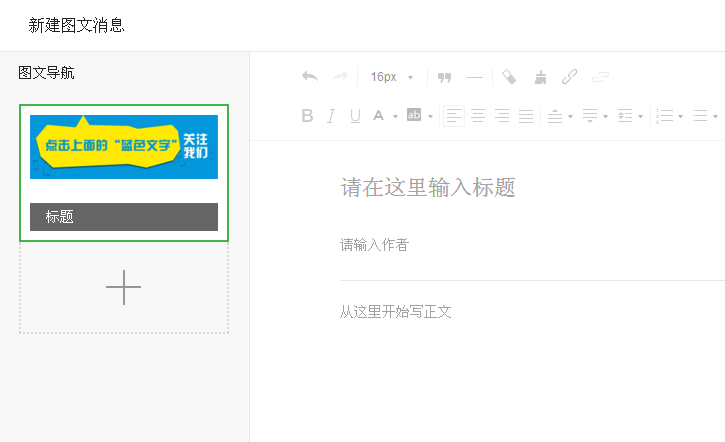 新建图文消息
图文导航
16px
B I U A ab
点击上面的“蓝色文字”
关注
我们
标题
请在这里输入标题
请输入作者
从这里开始写正文